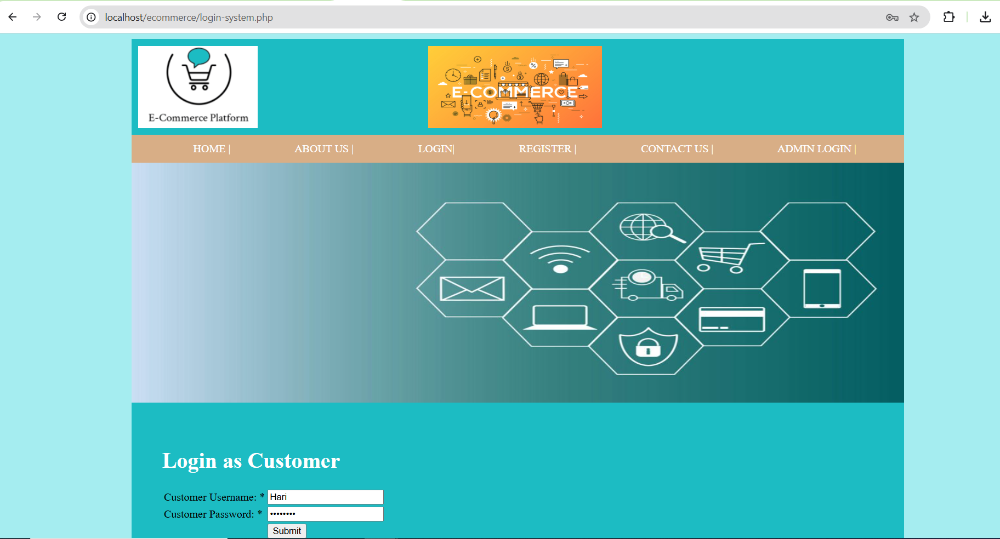 localhost/ecommerce/login-system.php
E-Commerce Platform
E-COMMERCE
HOME |
ABOUT US |
LOGIN|
REGISTER |
CONTACT US |
ADMIN LOGIN |
Login as Customer
Customer Username: * Hari
Customer Password: * ••••••••
Submit